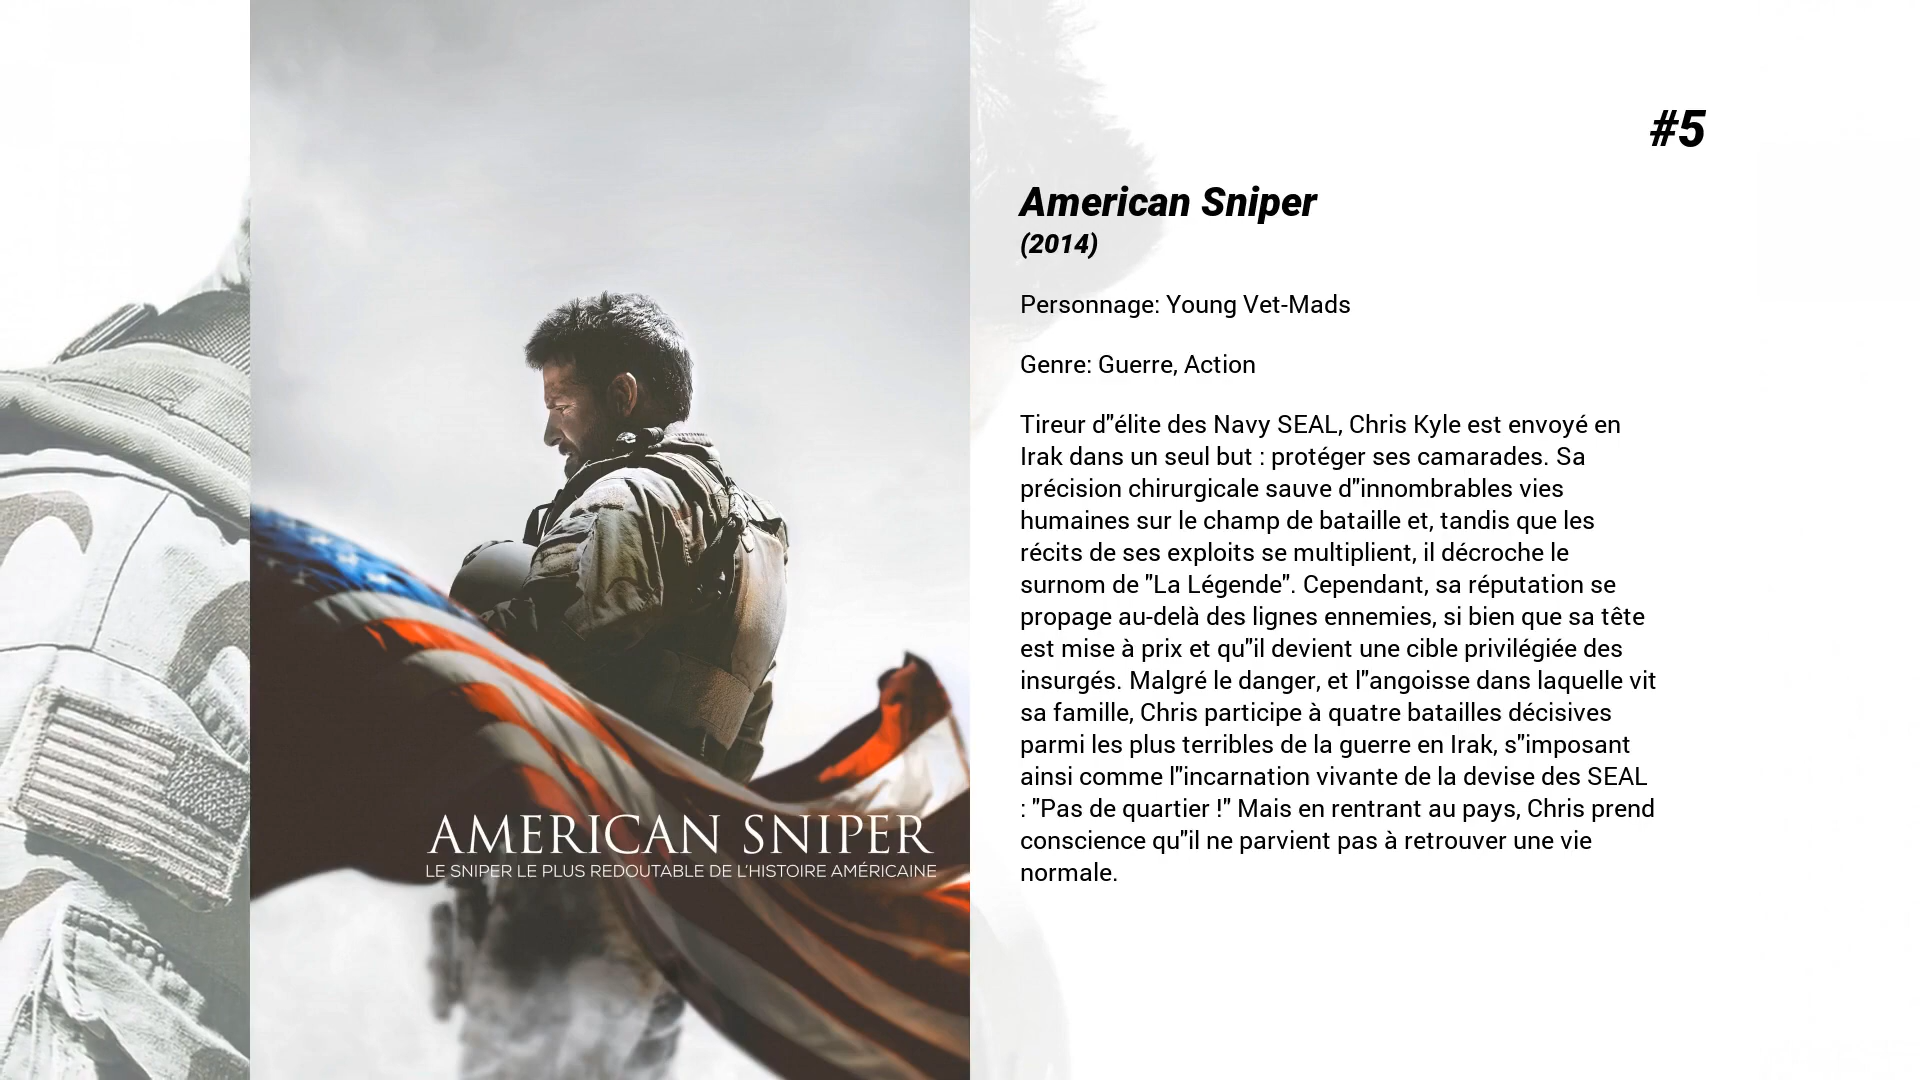 AMERICAN SNIPER
LE SNIPER LE PLUS REDOUTABLE DE L'HISTOIRE AMÉRICAINE
#5
American Sniper
(2014)
Personnage: Young Vet-Mads
Genre: Guerre, Action
Tireur d"élite des Navy SEAL, Chris Kyle est envoyé en
Irak dans un seul but : protéger ses camarades. Sa
précision chirurgicale sauve d"innombrables vies
humaines sur le champ de bataille et, tandis que les
récits de ses exploits se multiplient, il décroche le
surnom de "La Légende". Cependant, sa réputation se
propage au-delà des lignes ennemies, si bien que sa tête
est mise à prix et qu"il devient une cible privilégiée des
insurgés. Malgré le danger, et l"angoisse dans laquelle vit
sa famille, Chris participe à quatre batailles décisives
parmi les plus terribles de la guerre en Irak, s"imposant
ainsi comme l"incarnation vivante de la devise des SEAL
: "Pas de quartier !" Mais en rentrant au pays, Chris prend
conscience qu"il ne parvient pas à retrouver une vie
normale.